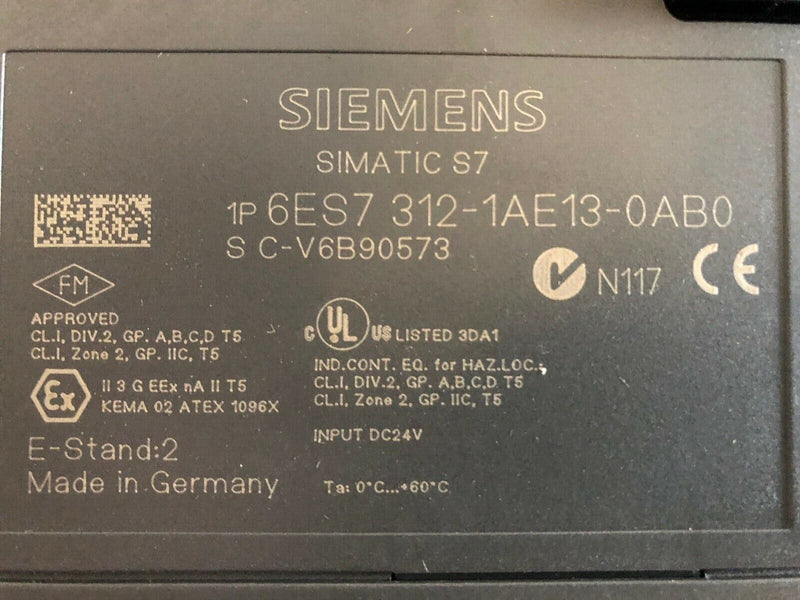 SIEMENS
SIMATIC S7
1P 6ES7 312-1AE13-0AB0
S C-V6B90573
N117 CE
FM
APPROVED
CL.I, DIV.2, GP. A,B,C,D T5
CL.I, Zone 2, GP. IIC, T5
C UL US LISTED 3DA1
IND.CONT. EQ. for HAZ.LOC.:
CL.I, DIV.2, GP. A,B,C,D T5
CL.I, Zone 2, GP. IIC, T5
Ex II 3 G EEx nA II T5
KEMA 02 ATEX 1096X
INPUT DC24V
E-Stand:2
Made in Germany
Ta: 0°C...+60°C